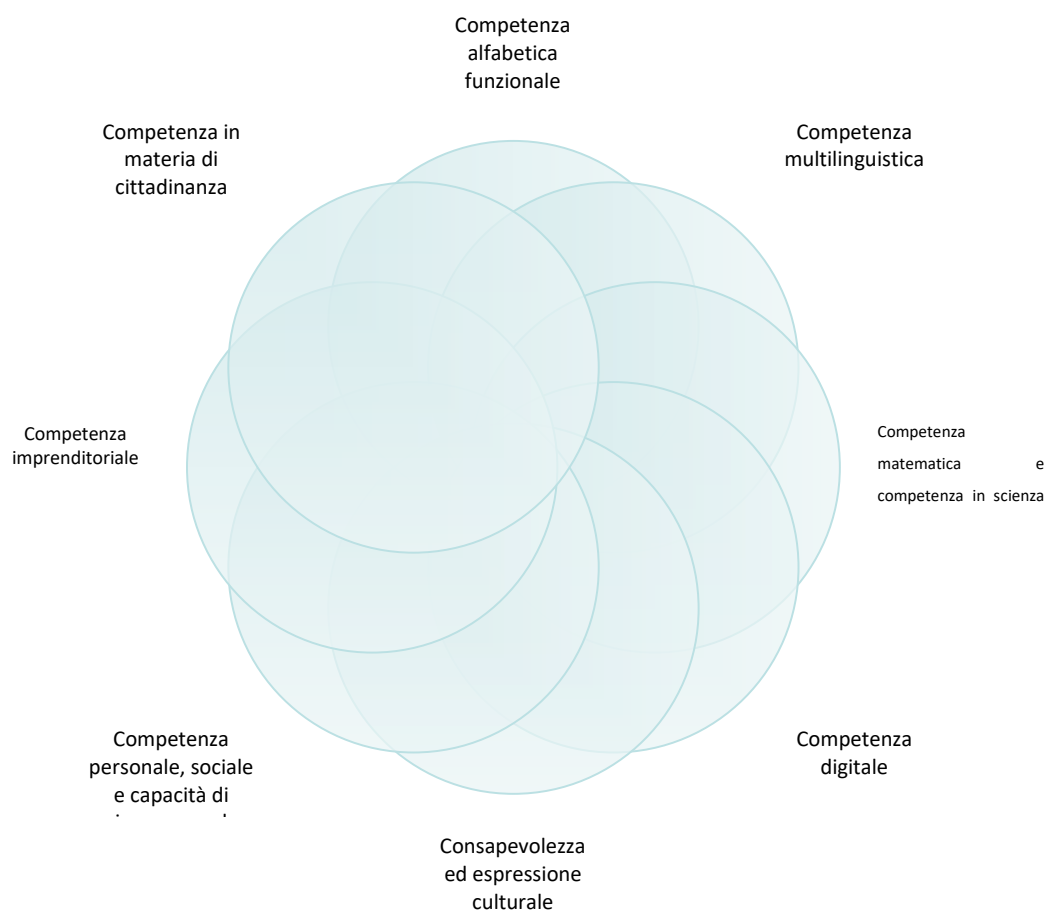 Competenza
alfabetica
funzionale
Competenza
multilinguistica
Competenza
matematica e
competenza in scienza
Competenza
digitale
Consapevolezza
ed espressione
culturale
Competenza
personale, sociale
e capacità di
Competenza
imprenditoriale
Competenza in
materia di
cittadinanza